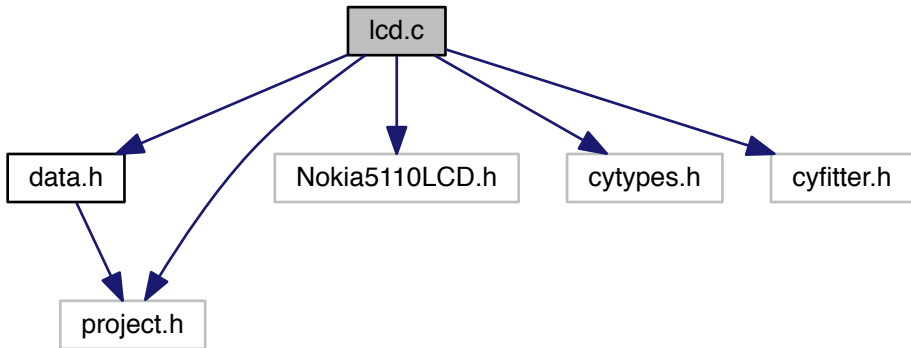 lcd.c
data.h
Nokia5110LCD.h
cytypes.h
cyfitter.h
project.h